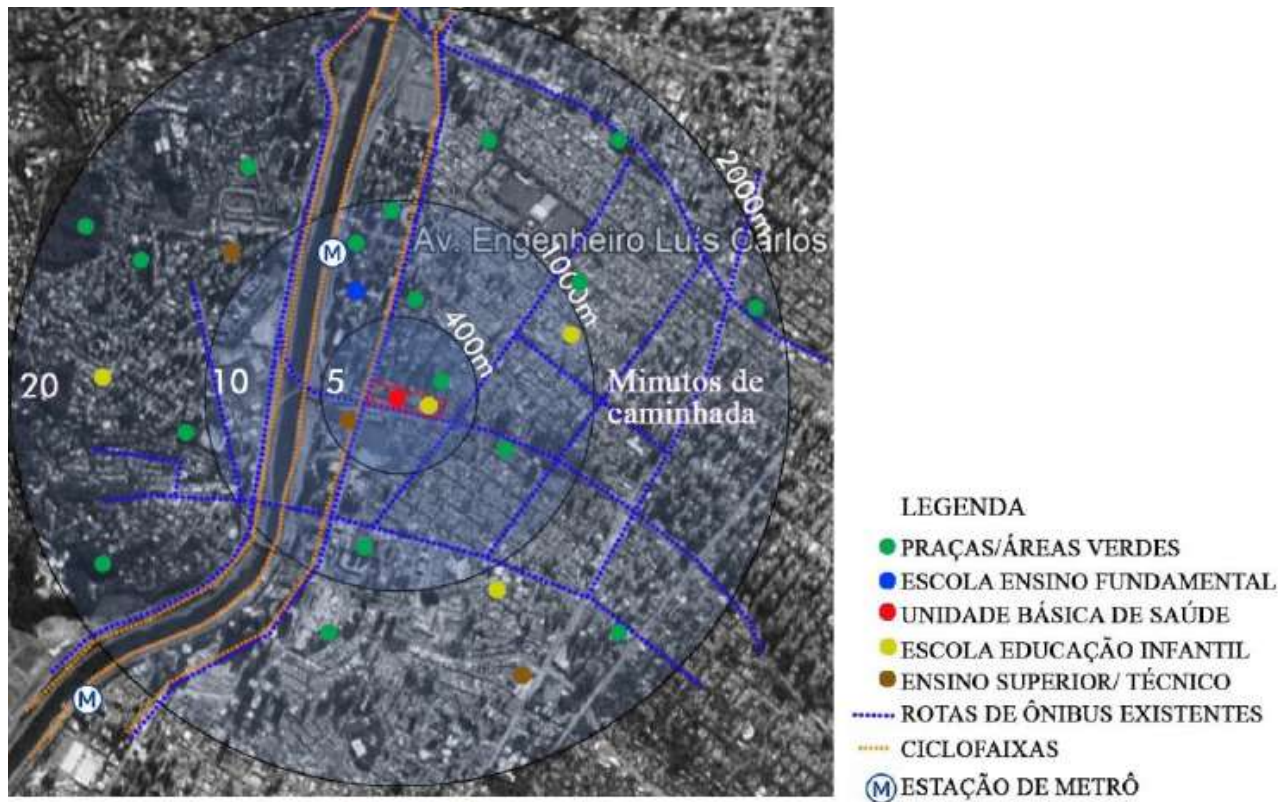 2000m
Av. Engenheiro Luís Carlos
1000m
400m
20
10
5
Minutos de
caminhada
M
M
LEGENDA
PRAÇAS/ÁREAS VERDES
ESCOLA ENSINO FUNDAMENTAL
UNIDADE BÁSICA DE SAÚDE
ESCOLA EDUCAÇÃO INFANTIL
ENSINO SUPERIOR/ TÉCNICO
ROTAS DE ÔNIBUS EXISTENTES
CICLOFAIXAS
M ESTAÇÃO DE METRÔ